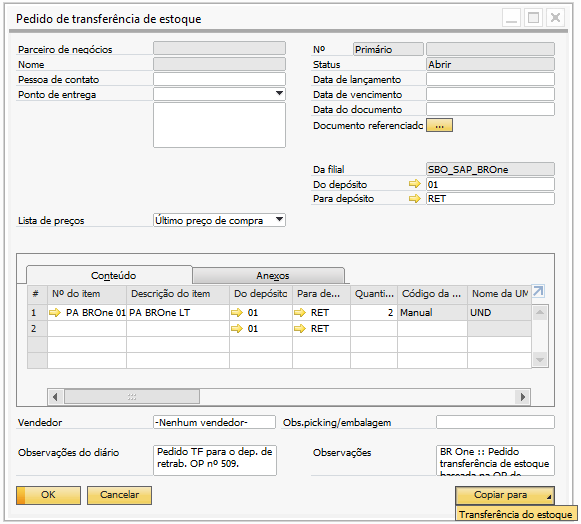 Pedido de transferência de estoque
Parceiro de negócios
Nome
Pessoa de contato
Ponto de entrega
Nº Primário
Status Abrir
Data de lançamento
Data de vencimento
Data do documento
Documento referenciado ...
Da filial SBO_SAP_BROne
Do depósito 01
Para depósito RET
Lista de preços Último preço de compra
Conteúdo Anexos
# Nº do item Descrição do item Do depósito Para de... Quanti... Código da ... Nome da UM
1 PA BROne 01 PA BROne LT 01 RET 2 Manual UND
2 01 RET
Vendedor -Nenhum vendedor- Obs.picking/embalagem
Observações do diário
Pedido TF para o dep. de
retrab. OP nº 509.
Observações
BR One :: Pedido
transferência de estoque
baseada na OP de
OK Cancelar Copiar para
Transferência do estoque